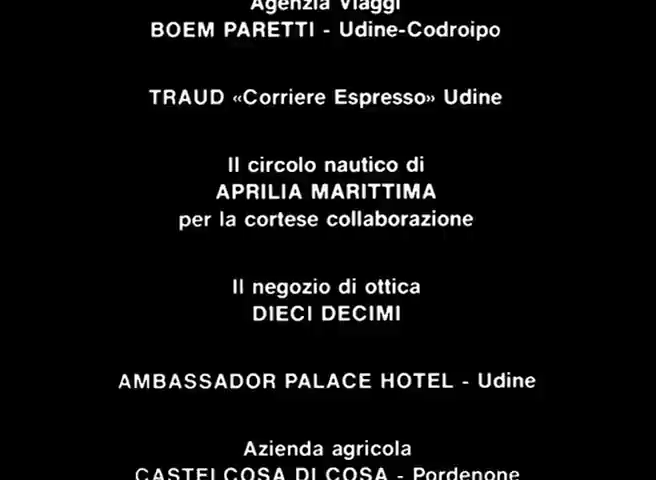 Agenzia Viaggi
BOEM PARETTI - Udine-Codroipo
TRAUD «Corriere Espresso» Udine
Il circolo nautico di
APRILIA MARITTIMA
per la cortese collaborazione
Il negozio di ottica
DIECI DECIMI
AMBASSADOR PALACE HOTEL - Udine
Azienda agricola
CASTELCOSA DI COSA - Pordenone